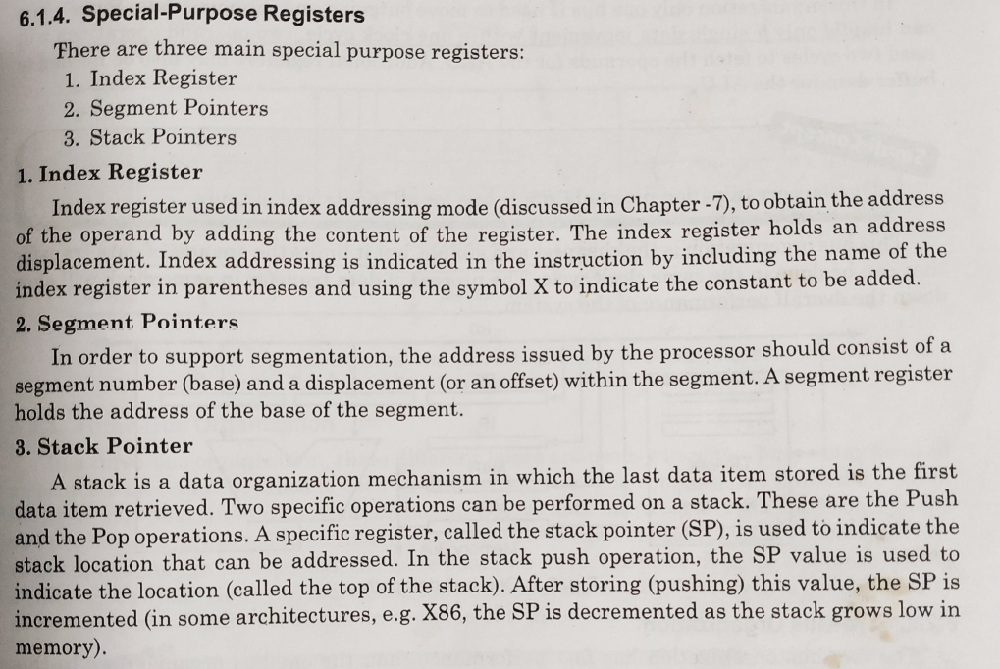 6.1.4. Special-Purpose Registers
There are three main special purpose registers:
1. Index Register
2. Segment Pointers
3. Stack Pointers
1. Index Register
Index register used in index addressing mode (discussed in Chapter -7), to obtain the address
of the operand by adding the content of the register. The index register holds an address
displacement. Index addressing is indicated in the instruction by including the name of the
index register in parentheses and using the symbol X to indicate the constant to be added.
2. Segment Pointers
In order to support segmentation, the address issued by the processor should consist of a
segment number (base) and a displacement (or an offset) within the segment. A segment register
holds the address of the base of the segment.
3. Stack Pointer
A stack is a data organization mechanism in which the last data item stored is the first
data item retrieved. Two specific operations can be performed on a stack. These are the Push
and the Pop operations. A specific register, called the stack pointer (SP), is used to indicate the
stack location that can be addressed. In the stack push operation, the SP value is used to
indicate the location (called the top of the stack). After storing (pushing) this value, the SP is
incremented (in some architectures, e.g. X86, the SP is decremented as the stack grows low in
memory).